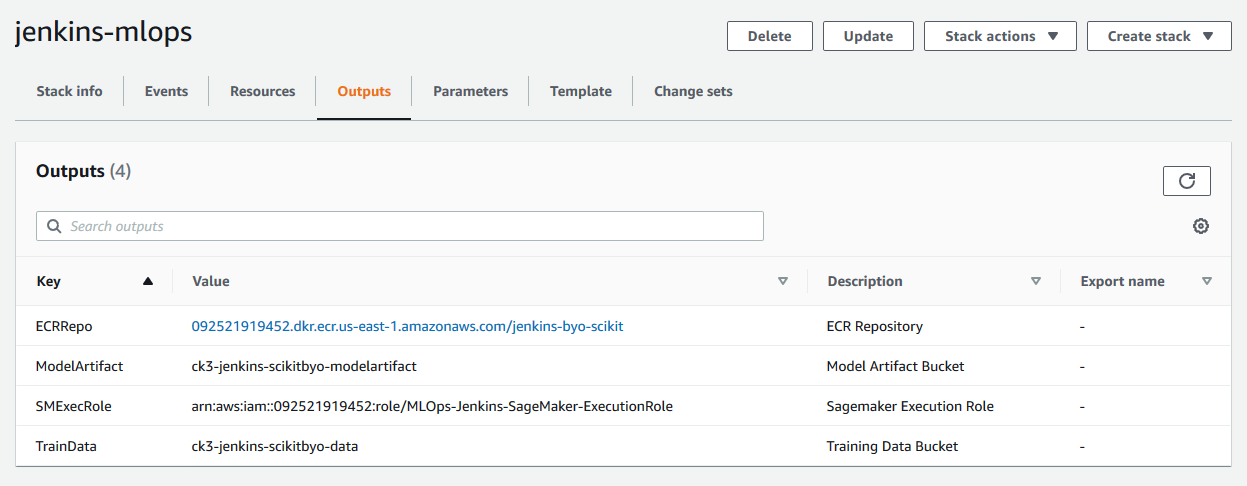 jenkins-mlops
Delete Update Stack actions Create stack
Stack info Events Resources Outputs Parameters Template Change sets
Outputs (4)
Search outputs
Key Value Description Export name
ECRRepo 092521919452.dkr.ecr.us-east-1.amazonaws.com/jenkins-byo-scikit ECR Repository -
ModelArtifact ck3-jenkins-scikitbyo-modelartifact Model Artifact Bucket -
SMExecRole arn:aws:iam::092521919452:role/MLOps-Jenkins-SageMaker-ExecutionRole Sagemaker Execution Role -
TrainData ck3-jenkins-scikitbyo-data Training Data Bucket -